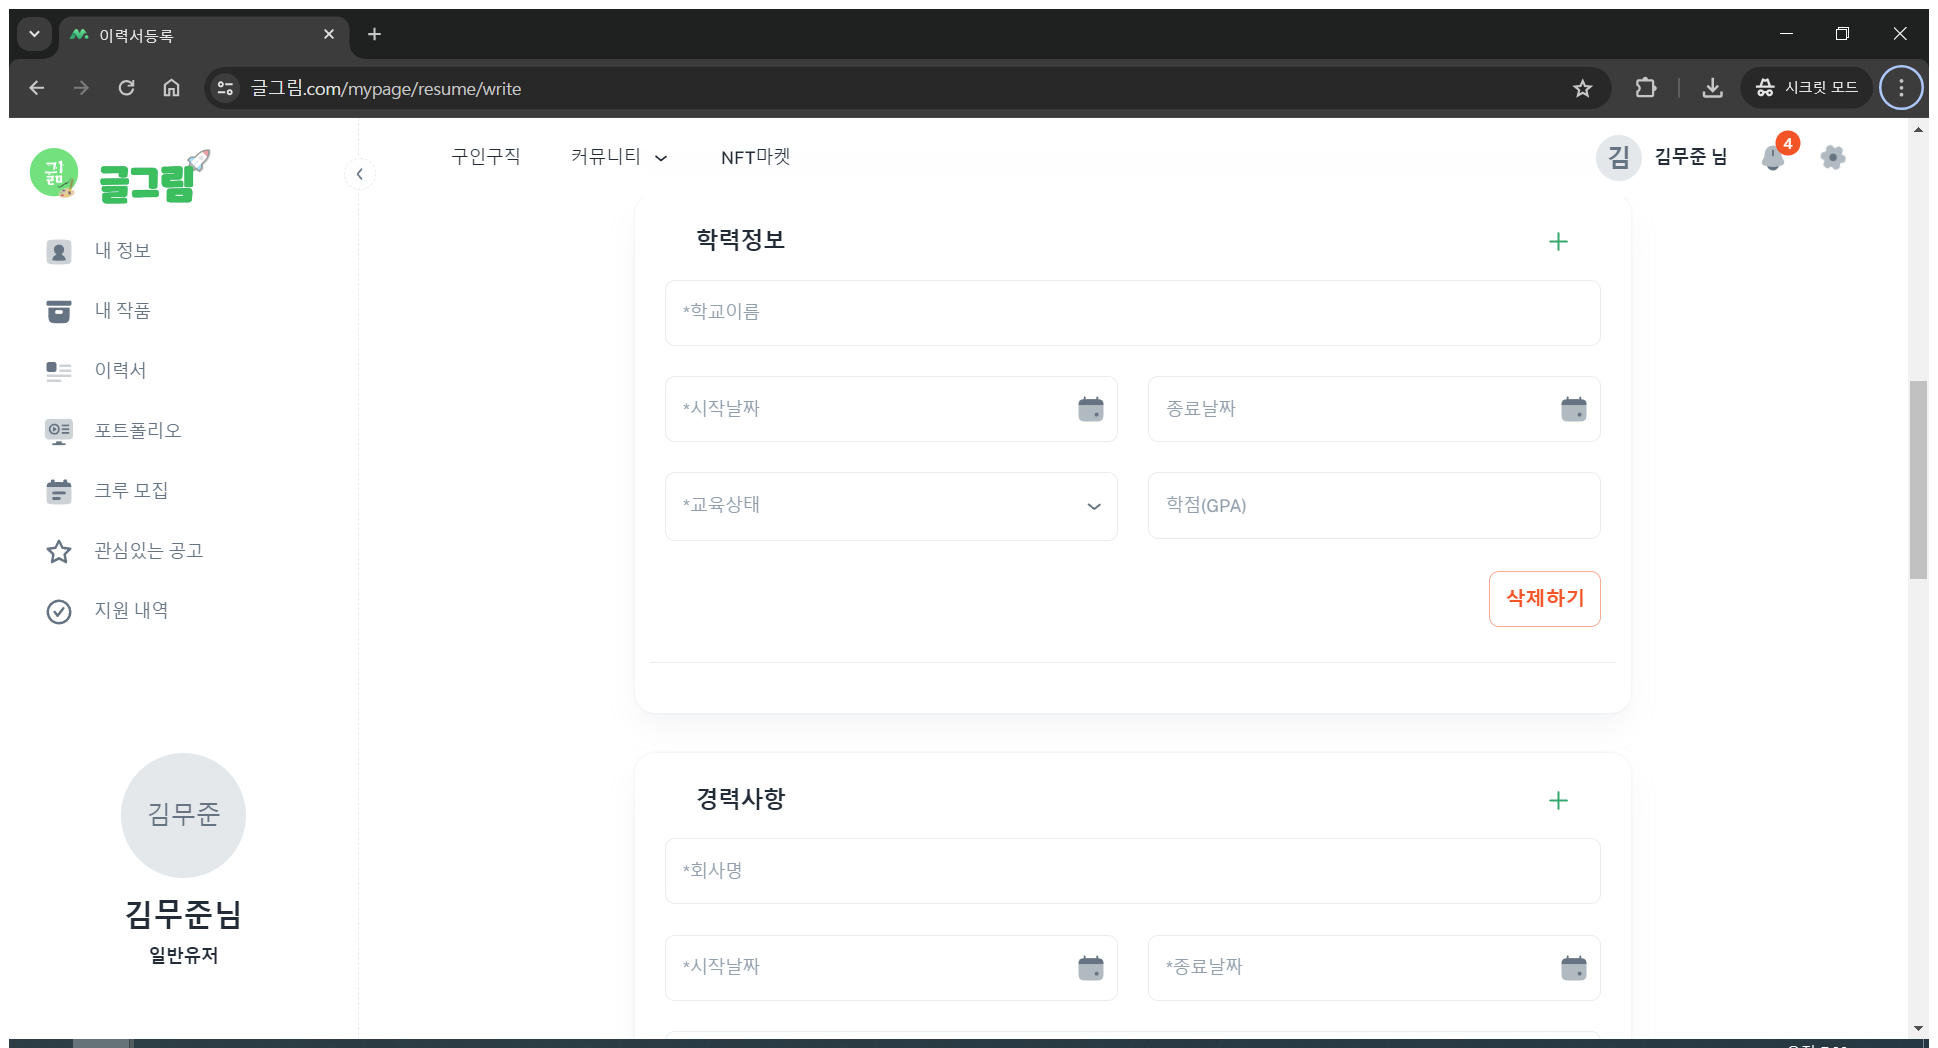 이력서등록
글그림.com/mypage/resume/write
시크릿 모드
글그림
글그림
구인구직
커뮤니티
NFT마켓
김
김무준 님
4
내 정보
내 작품
이력서
포트폴리오
크루 모집
관심있는 공고
지원 내역
김무준
김무준님
일반유저
학력정보
*학교이름
*시작날짜
종료날짜
*교육상태
학점(GPA)
삭제하기
경력사항
*회사명
*시작날짜
*종료날짜